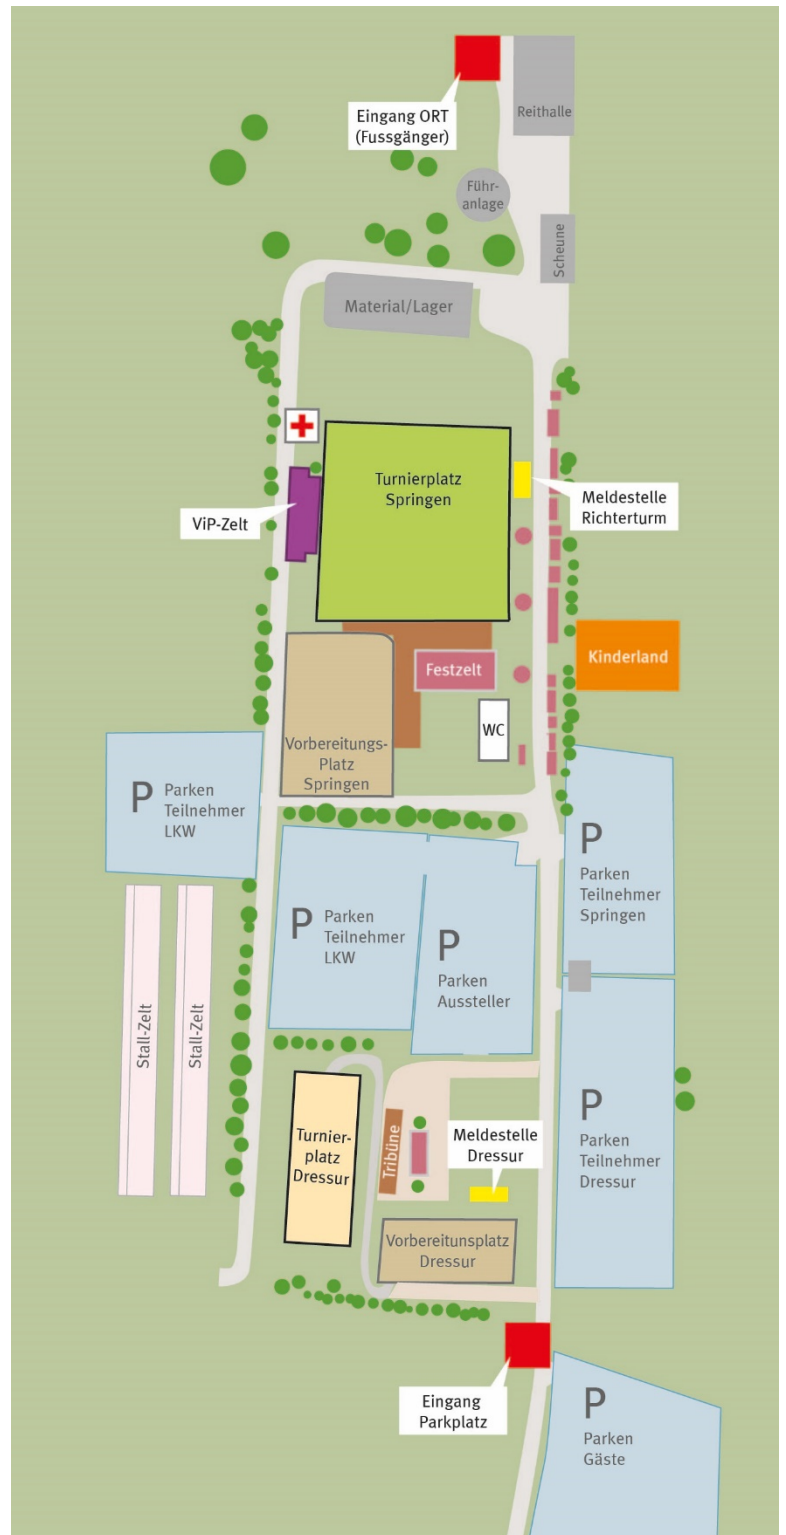 Eingang ORT
(Fussgänger)
Reithalle
Führ-
anlage
Scheune
Material/Lager
Turnierplatz
Springen
Meldestelle
Richterturm
ViP-Zelt
Kinderland
Festzelt
WC
Vorbereitungs-
Platz
Springen
P Parken
Teilnehmer
LKW
P
Parken
Teilnehmer
Springen
P Parken
Teilnehmer
LKW
P
Parken
Aussteller
Stall-Zelt
Stall-Zelt
P
Parken
Teilnehmer
Dressur
Turnier-
platz
Dressur
Tribüne
Meldestelle
Dressur
Vorbereitunsplatz
Dressur
Eingang
Parkplatz
P
Parken
Gäste